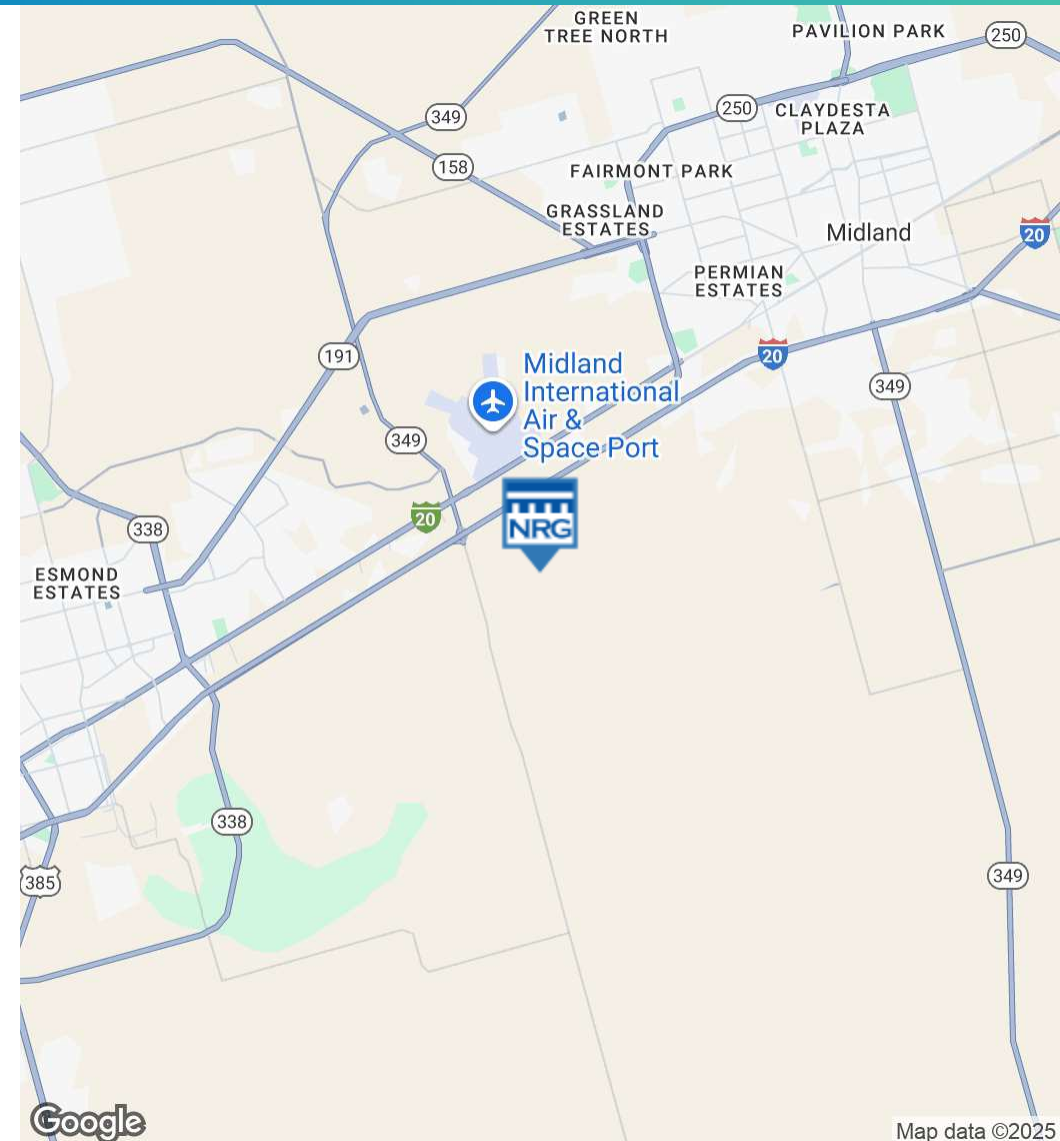 GREEN
TREE NORTH
PAVILION PARK
250
349
250
CLAYDESTA
PLAZA
158
FAIRMONT PARK
GRASSLAND
ESTATES
Midland
20
PERMIAN
ESTATES
191
20
Midland
International
Air &
Space Port
349
349
20
NRG
338
ESMOND
ESTATES
338
385
349
Google
Map data ©2025